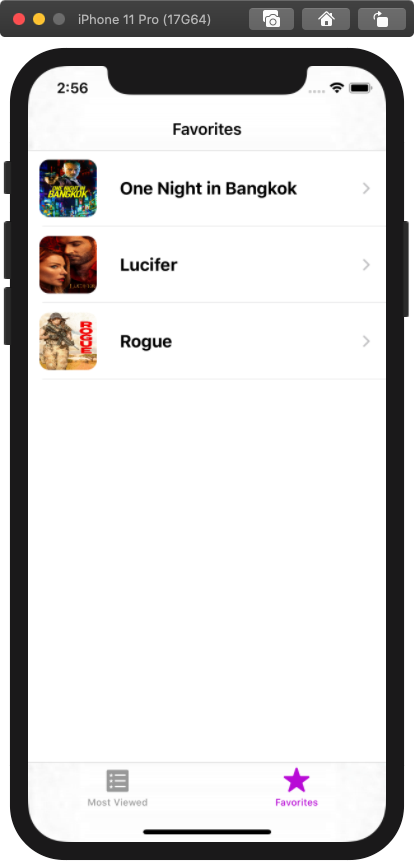 iPhone 11 Pro (17G64)
2:56
Favorites
ONE NIGHT IN
BANGKOK
One Night in Bangkok
LUCIFER
Lucifer
ROGUE
Rogue
Most Viewed
Favorites